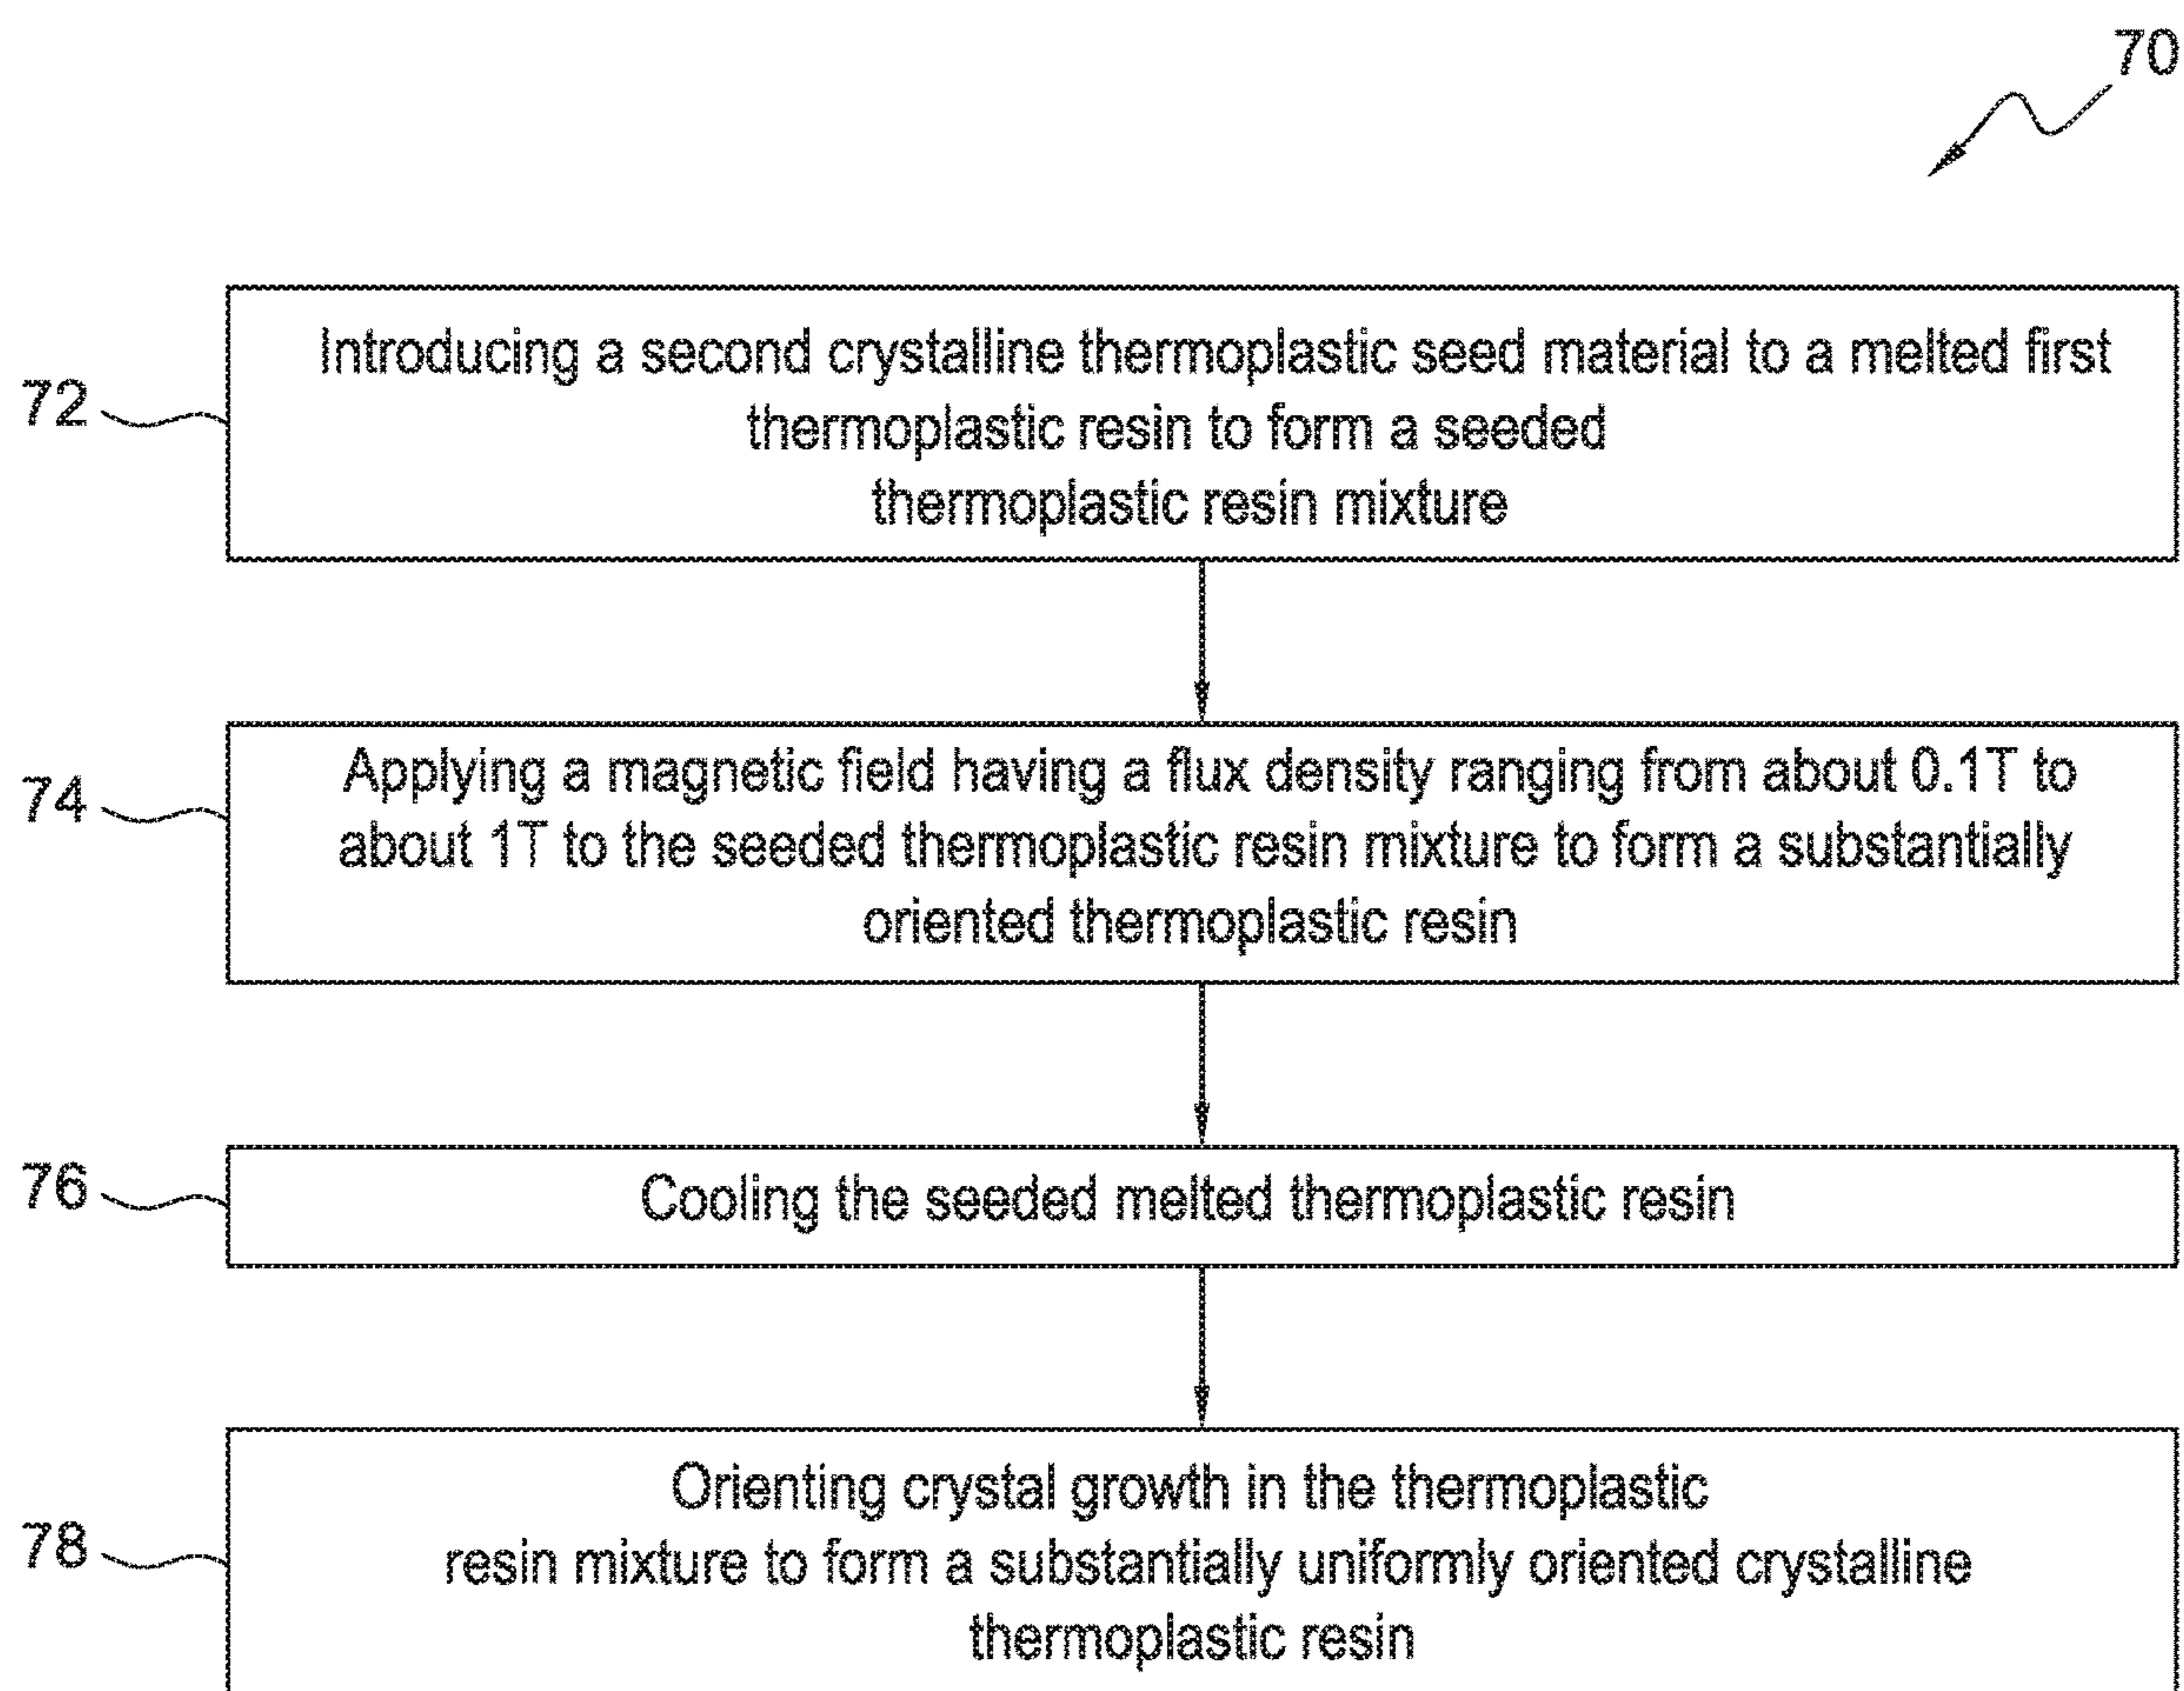 70
72
Introducing a second crystalline thermoplastic seed material to a melted first
thermoplastic resin to form a seeded
thermoplastic resin mixture
74
Applying a magnetic field having a flux density ranging from about 0.1T to
about 1T to the seeded thermoplastic resin mixture to form a substantially
oriented thermoplastic resin
76
Cooling the seeded melted thermoplastic resin
78
Orienting crystal growth in the thermoplastic
resin mixture to form a substantially uniformly oriented crystalline
thermoplastic resin